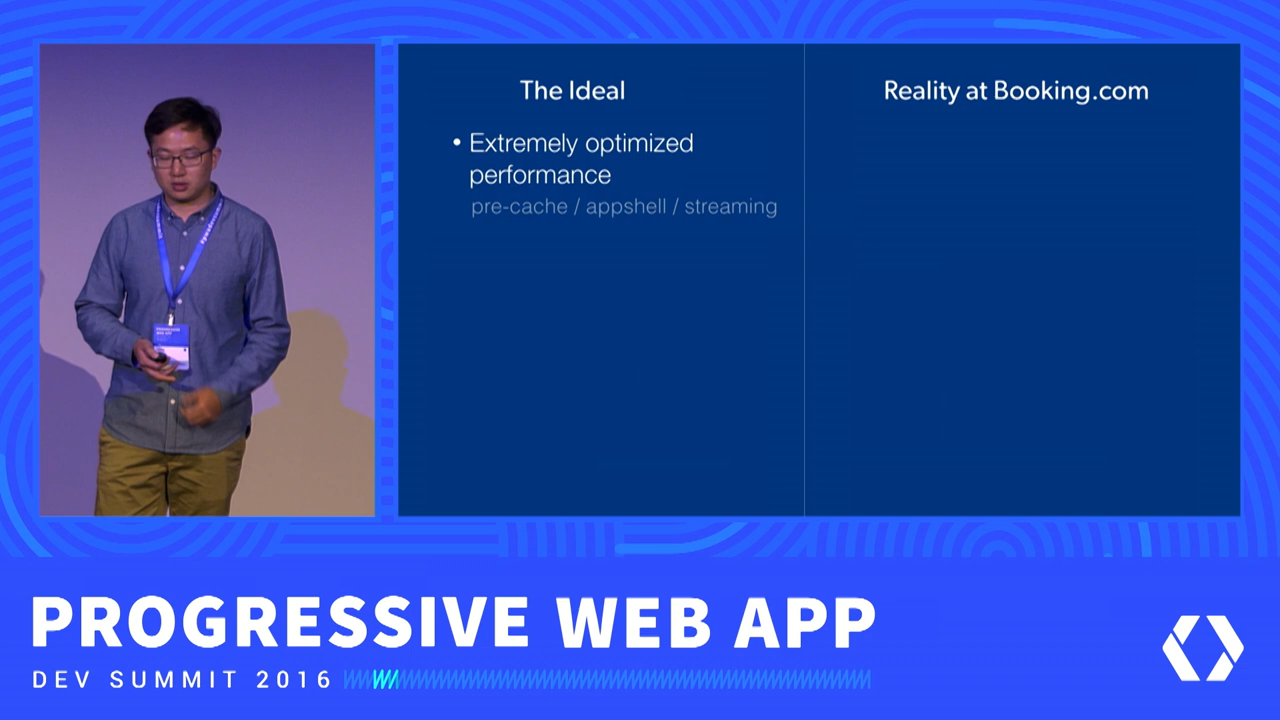 The Ideal
• Extremely optimized
performance
pre-cache / appshell / streaming
Reality at Booking.com
PROGRESSIVE WEB APP
DEV SUMMIT 2016